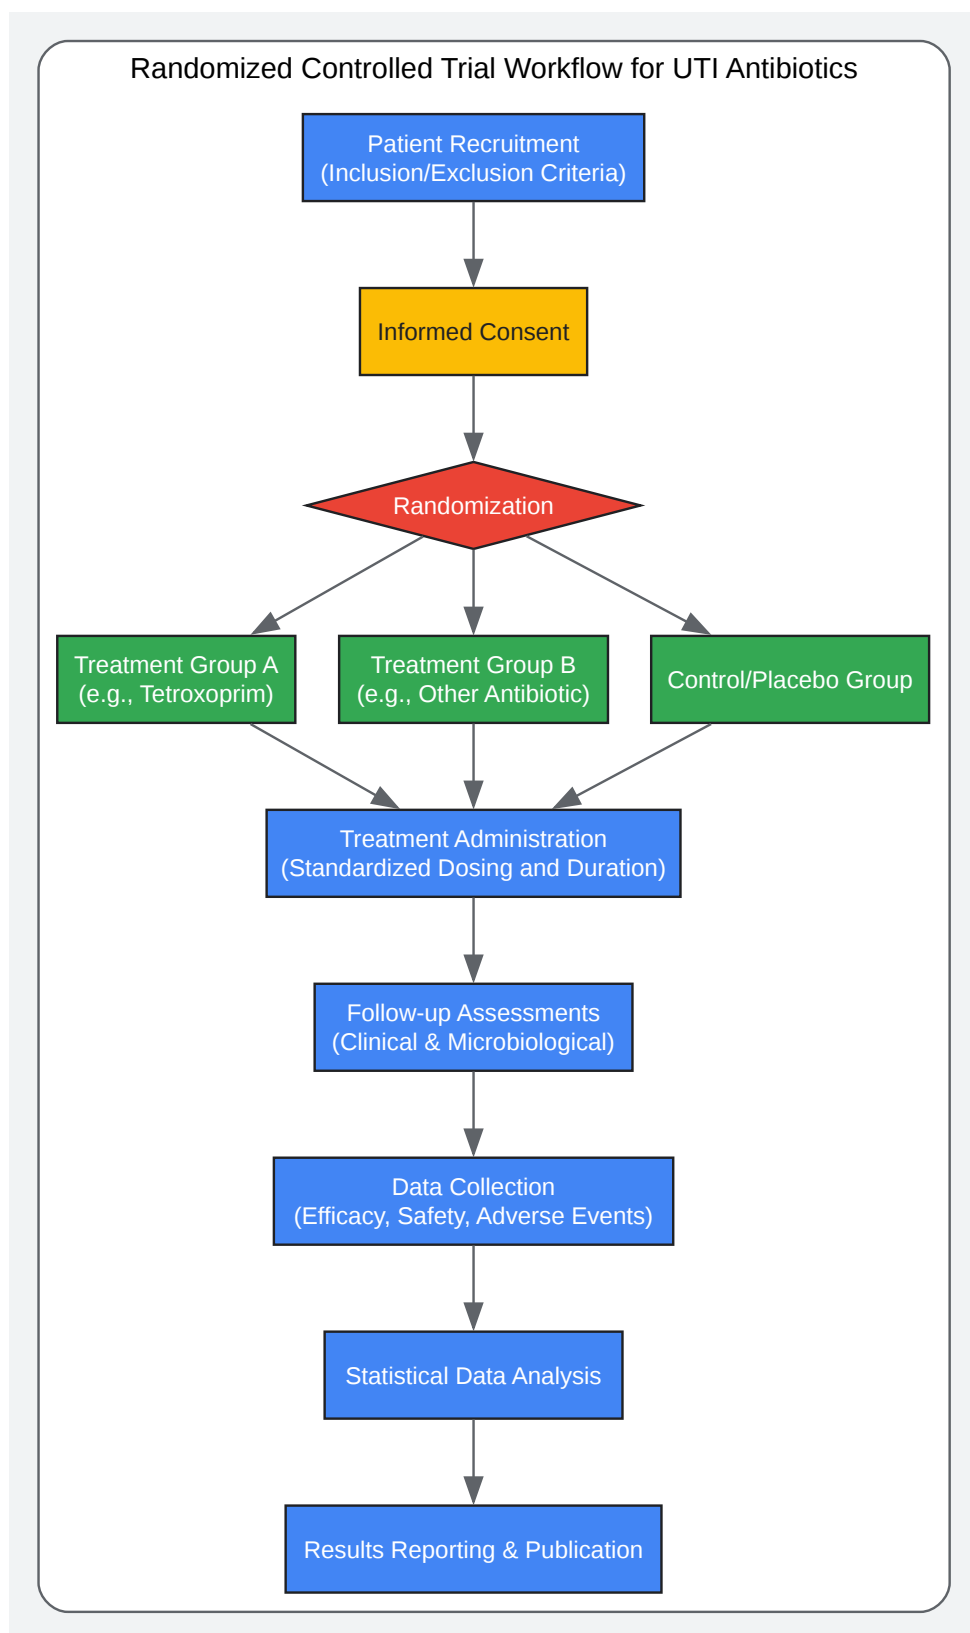 Randomized Controlled Trial Workflow for UTI Antibiotics
Patient Recruitment
(Inclusion/Exclusion Criteria)
Informed Consent
Randomization
Treatment Group A
(e.g., Tetroxoprim)
Treatment Group B
(e.g., Other Antibiotic)
Control/Placebo Group
Treatment Administration
(Standardized Dosing and Duration)
Follow-up Assessments
(Clinical & Microbiological)
Data Collection
(Efficacy, Safety, Adverse Events)
Statistical Data Analysis
Results Reporting & Publication